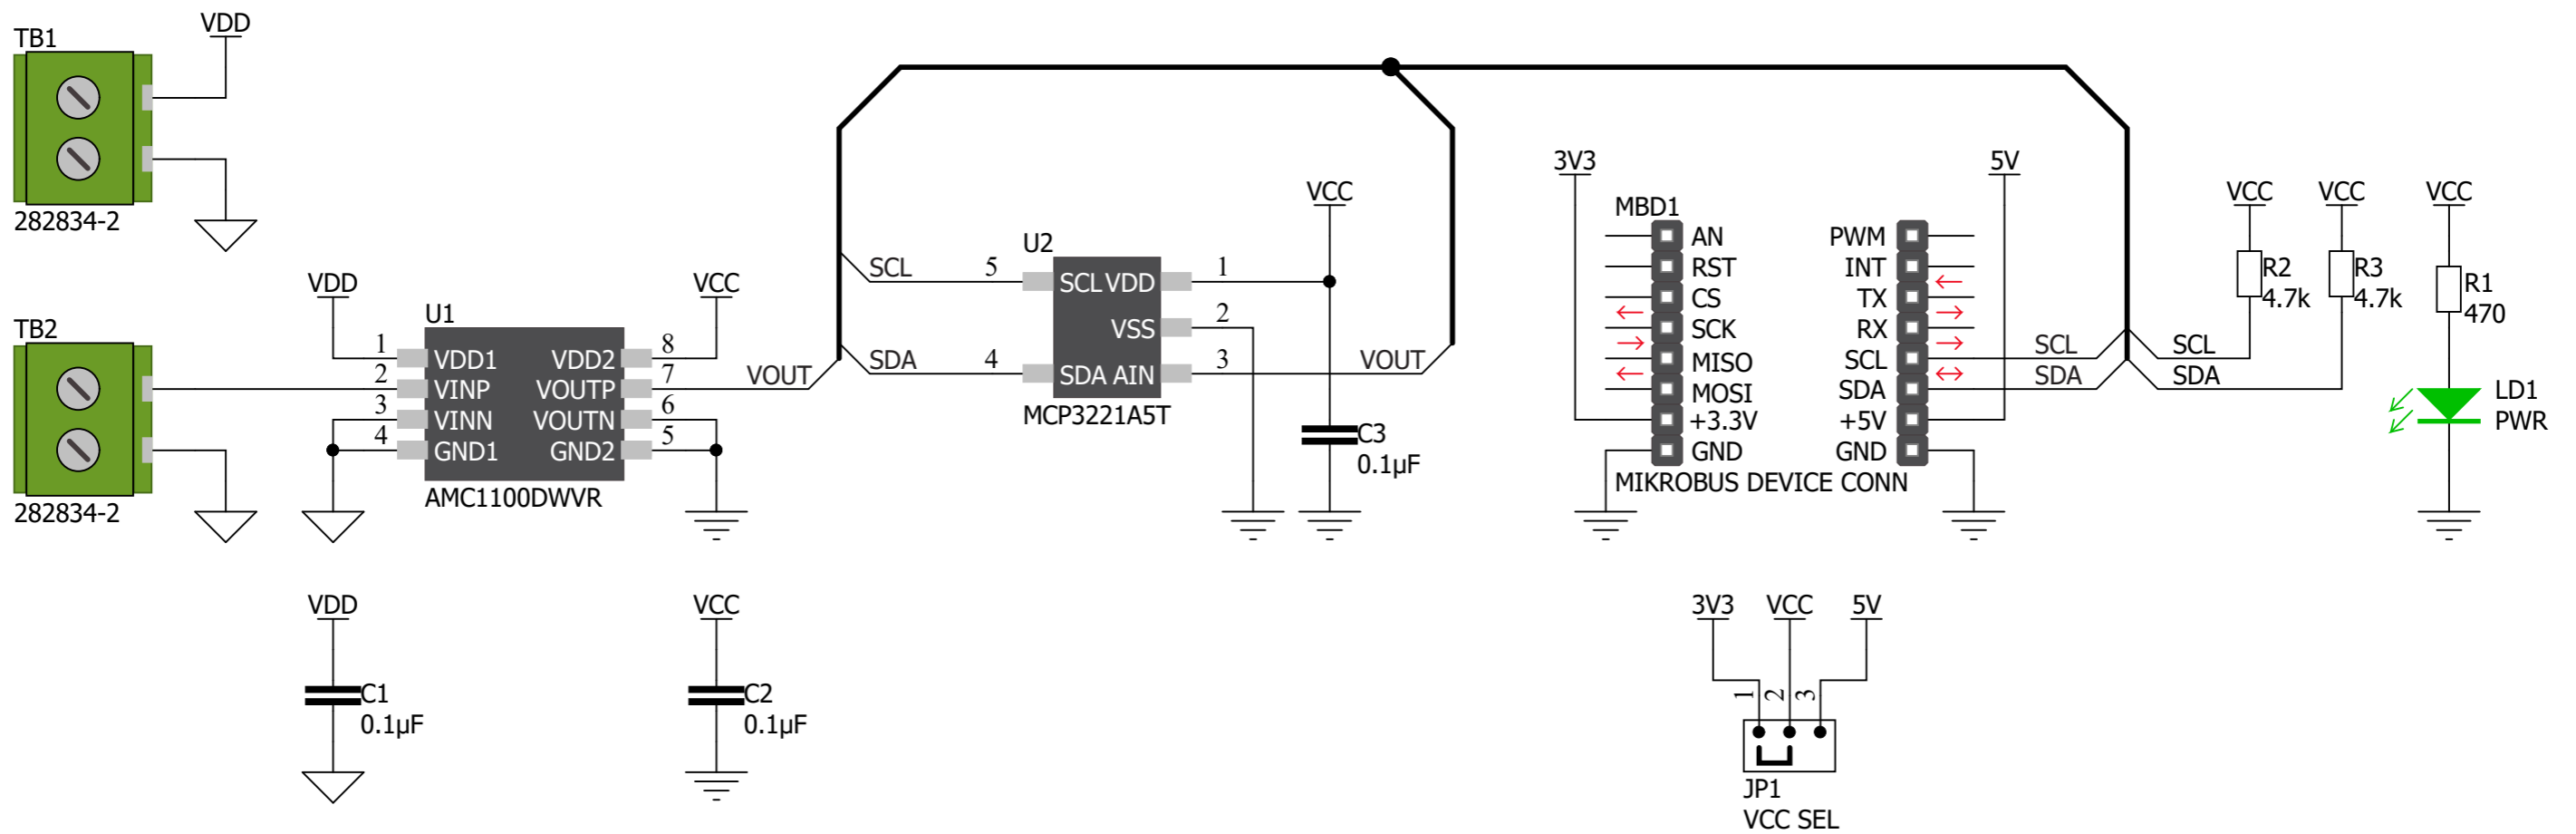 TB1
VDD
282834-2
TB2
282834-2
VDD
U1
VCC
1
VDD1
VDD2
8
2
VINP
VOUTP
7
VOUT
3
VINN
VOUTN
6
4
GND1
GND2
5
AMC1100DWVR
VDD
C1
0.1µF
VCC
C2
0.1µF
U2
VCC
SCL
5
SCL
VDD
1
VSS
2
SDA
4
SDA
AIN
3
VOUT
MCP3221A5T
C3
0.1µF
3V3
5V
MBD1
AN
PWM
RST
INT
CS
TX
SCK
RX
MISO
SCL
SCL
SCL
MOSI
SDA
SDA
SDA
+3.3V
+5V
GND
GND
MIKROBUS DEVICE CONN
VCC
VCC
VCC
R2
4.7k
R3
4.7k
R1
470
LD1
PWR
3V3
VCC
5V
1
2
3
JP1
VCC SEL